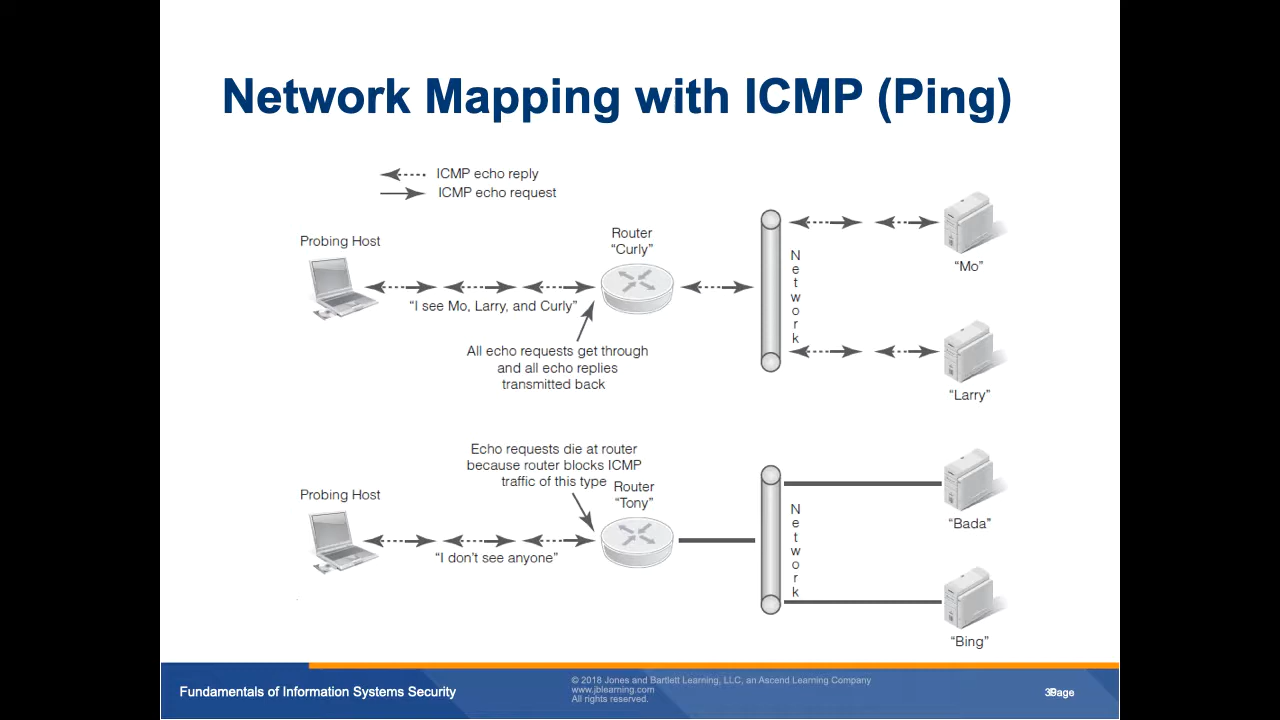 Network Mapping with ICMP (Ping)
ICMP echo reply
ICMP echo request
Probing Host
Router
“Curly”
“I see Mo, Larry, and Curly”
All echo requests get through
and all echo replies
transmitted back
Network
“Mo”
“Larry”
Echo requests die at router
because router blocks ICMP
traffic of this type
Router
“Tony”
Probing Host
“I don’t see anyone”
Network
“Bada”
“Bing”
Fundamentals of Information Systems Security
© 2018 Jones and Bartlett Learning, LLC, an Ascend Learning Company
www.jblearning.com
All rights reserved.